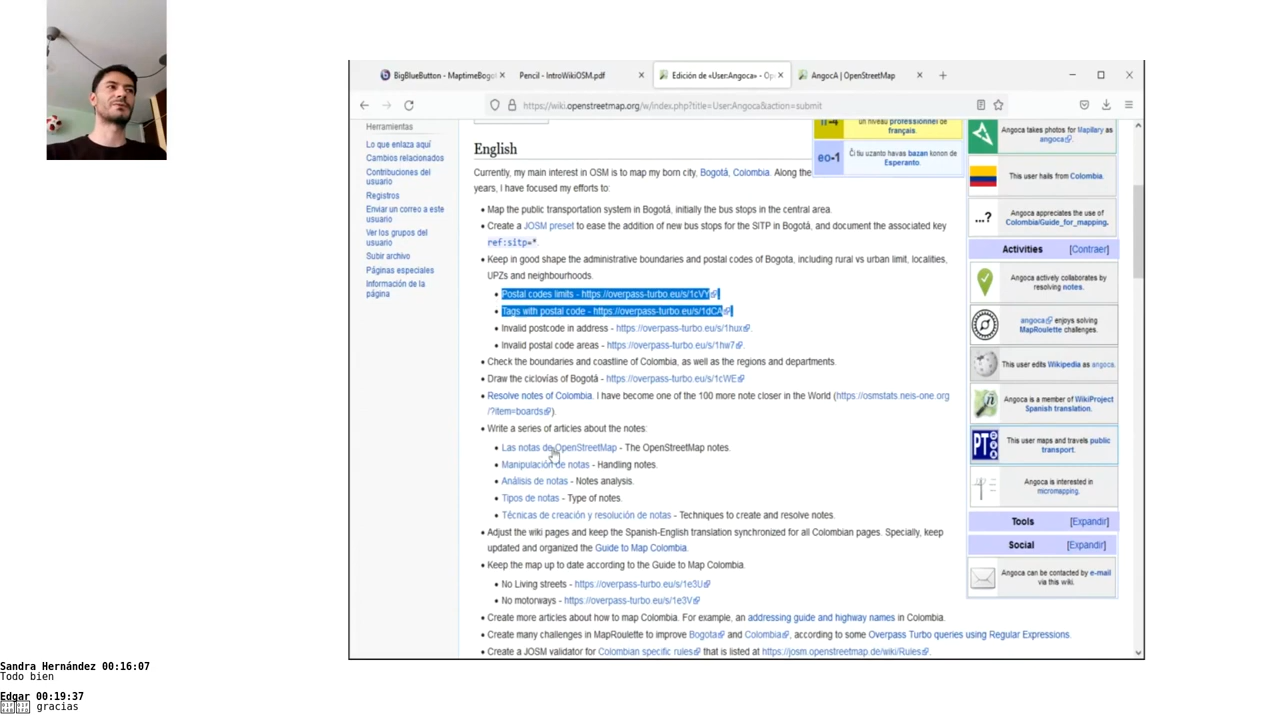 BigBlueButton - MaptimeBogot
Pencil - IntroWikiOSM.pdf
Edición de «User:Angoca» - Op
AngocA | OpenStreetMap
https://wiki.openstreetmap.org/w/index.php?title=User:Angoca&action=submit
Herramientas
Lo que enlaza aquí
Cambios relacionados
Contribuciones del
usuario
Registros
Enviar un correo a este
usuario
Ver los grupos del
usuario
Subir archivo
Páginas especiales
Información de la
página
English
Currently, my main interest in OSM is to map my born city, Bogotá, Colombia. Along the
years, I have focused my efforts to:
• Map the public transportation system in Bogotá, initially the bus stops in the central area.
• Create a JOSM preset to ease the addition of new bus stops for the SITP in Bogotá, and document the associated key
ref:sitp=*.
• Keep in good shape the administrative boundaries and postal codes of Bogota, including rural vs urban limit, localities,
UPZs and neighbourhoods.
• Postal codes limits - https://overpass-turbo.eu/s/1cVY
• Tags with postal code - https://overpass-turbo.eu/s/1dCA
• Invalid postcode in address - https://overpass-turbo.eu/s/1hux.
• Invalid postal code areas - https://overpass-turbo.eu/s/1hw7.
• Check the boundaries and coastline of Colombia, as well as the regions and departments.
• Draw the ciclovías of Bogotá - https://overpass-turbo.eu/s/1cWE
• Resolve notes of Colombia. I have become one of the 100 more note closer in the World (https://osmstats.neis-one.org
/?item=boards).
• Write a series of articles about the notes:
• Las notas de OpenStreetMap - The OpenStreetMap notes.
• Manipulación de notas - Handling notes.
• Análisis de notas - Notes analysis.
• Tipos de notas - Type of notes.
• Técnicas de creación y resolución de notas - Techniques to create and resolve notes.
• Adjust the wiki pages and keep the Spanish-English translation synchronized for all Colombian pages. Specially, keep
updated and organized the Guide to Map Colombia.
• Keep the map up to date according to the Guide to Map Colombia.
• No Living streets - https://overpass-turbo.eu/s/1e3U
• No motorways - https://overpass-turbo.eu/s/1e3V
• Create more articles about how to map Colombia. For example, an addressing guide and highway names in Colombia.
• Create many challenges in MapRoulette to improve Bogota and Colombia, according to some Overpass Turbo queries using Regular Expressions.
• Create a JOSM validator for Colombian specific rules that is listed at https://josm.openstreetmap.de/wiki/Rules.
fr-4
un niveau professionnel de
français.
eo-1
Ĉi tiu uzanto havas bazan konon de
Esperanto.
Angoca takes photos for Mapillary as
angoca.
This user hails from Colombia.
...?
Angoca appreciates the use of
Colombia/Guide_for_mapping.
Activities [Contraer]
Angoca actively collaborates by
resolving notes.
angoca enjoys solving
MapRoulette challenges.
This user edits Wikipedia as angoca.
Angoca is a member of WikiProject
Spanish translation.
PT
This user maps and travels public
transport.
Angoca is interested in
micromapping.
Tools [Expandir]
Social [Expandir]
Angoca can be contacted by e-mail
via this wiki.
Sandra Hernández 00:16:07
Todo bien
Edgar 00:19:37
gracias